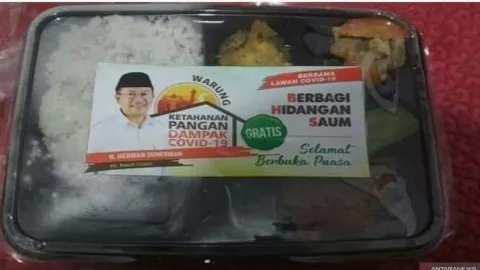 WARUNG
KETAHANAN
PANGAN
DAMPAK
COVID-19
H. HERMAN SUHERMAN
GRATIS
BERSAMA
LAWAN COVID-19
BERBAGI
HIDANGAN
SAUM
Selamat
Berbuka Puasa
ANTARANEWS